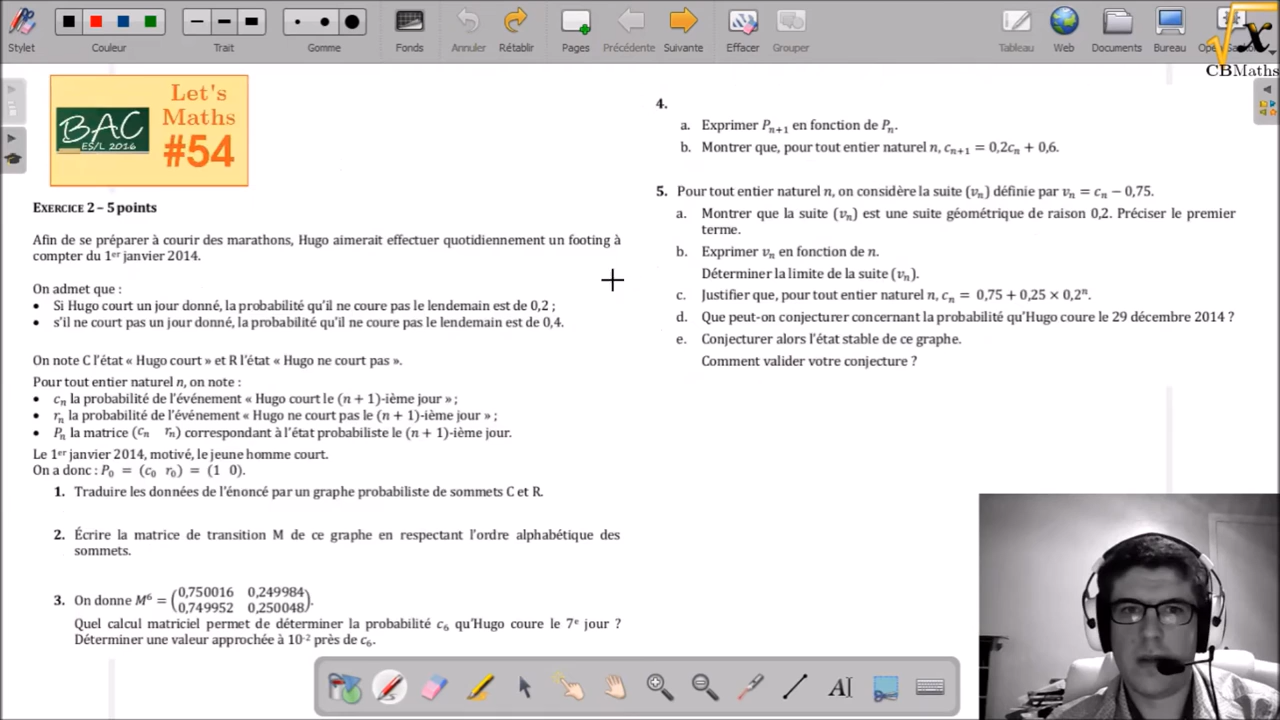 Stylet Couleur Trait Gomme Fonds Annuler Rétablir Pages Précédente Suivante Effacer Grouper Tableau Web Documents Bureau
CBMaths
Let's
Maths
#54
BAC
ES/L 2016
EXERCICE 2 – 5 points
Afin de se préparer à courir des marathons, Hugo aimerait effectuer quotidiennement un footing à
compter du 1er janvier 2014.
On admet que :
• Si Hugo court un jour donné, la probabilité qu'il ne coure pas le lendemain est de 0,2 ;
• s'il ne court pas un jour donné, la probabilité qu'il ne coure pas le lendemain est de 0,4.
On note C l'état « Hugo court » et R l'état « Hugo ne court pas ».
Pour tout entier naturel n, on note :
• cn la probabilité de l'événement « Hugo court le (n + 1)-ième jour » ;
• rn la probabilité de l'événement « Hugo ne court pas le (n + 1)-ième jour » ;
• Pn la matrice (cn rn) correspondant à l'état probabiliste le (n + 1)-ième jour.
Le 1er janvier 2014, motivé, le jeune homme court.
On a donc : P0 = (c0 r0) = (1 0).
1. Traduire les données de l'énoncé par un graphe probabiliste de sommets C et R.
2. Écrire la matrice de transition M de ce graphe en respectant l'ordre alphabétique des
sommets.
3. On donne M⁶ = (0,750016 0,249984
0,749952 0,250048).
Quel calcul matriciel permet de déterminer la probabilité c6 qu'Hugo coure le 7e jour ?
Déterminer une valeur approchée à 10⁻² près de c6.
4.
a. Exprimer Pn+1 en fonction de Pn.
b. Montrer que, pour tout entier naturel n, cn+1 = 0,2cn + 0,6.
5. Pour tout entier naturel n, on considère la suite (vn) définie par vn = cn − 0,75.
a. Montrer que la suite (vn) est une suite géométrique de raison 0,2. Préciser le premier
terme.
b. Exprimer vn en fonction de n.
Déterminer la limite de la suite (vn).
c. Justifier que, pour tout entier naturel n, cn = 0,75 + 0,25 × 0,2ⁿ.
d. Que peut-on conjecturer concernant la probabilité qu'Hugo coure le 29 décembre 2014 ?
e. Conjecturer alors l'état stable de ce graphe.
Comment valider votre conjecture ?